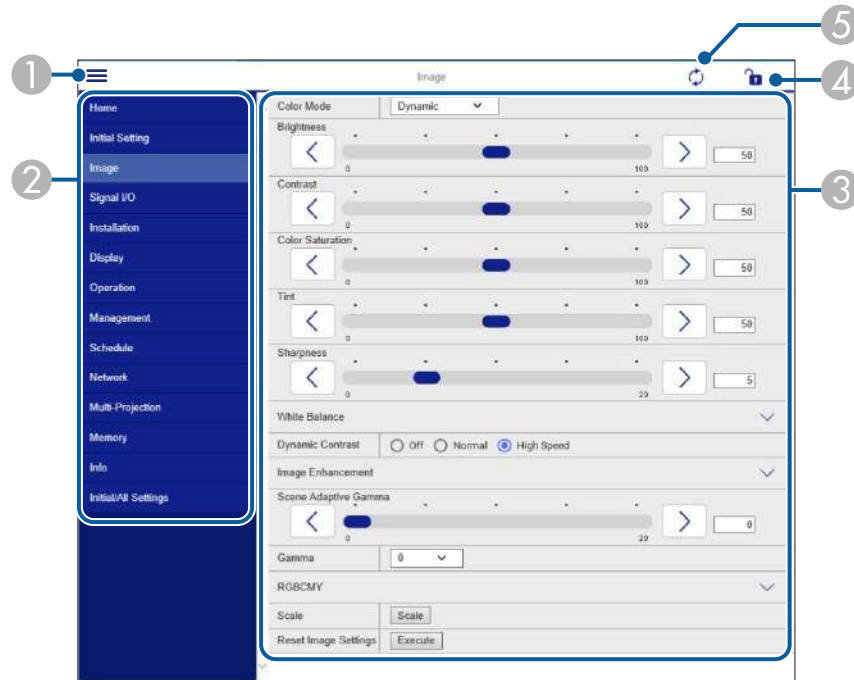 5
1
Image
4
Home
Initial Setting
Image
Signal I/O
Installation
Display
Operation
Management
Schedule
Network
Multi-Projection
Memory
Info
Initial/All Settings
2
Color Mode Dynamic
Brightness
0 100 50
Contrast
0 100 50
Color Saturation
0 100 50
Tint
0 100 50
Sharpness
0 20 5
White Balance
Dynamic Contrast Off Normal High Speed
Image Enhancement
Scene Adaptive Gamma
0 20 0
Gamma 0
RGBCMY
Scale Scale
Reset Image Settings Execute
3